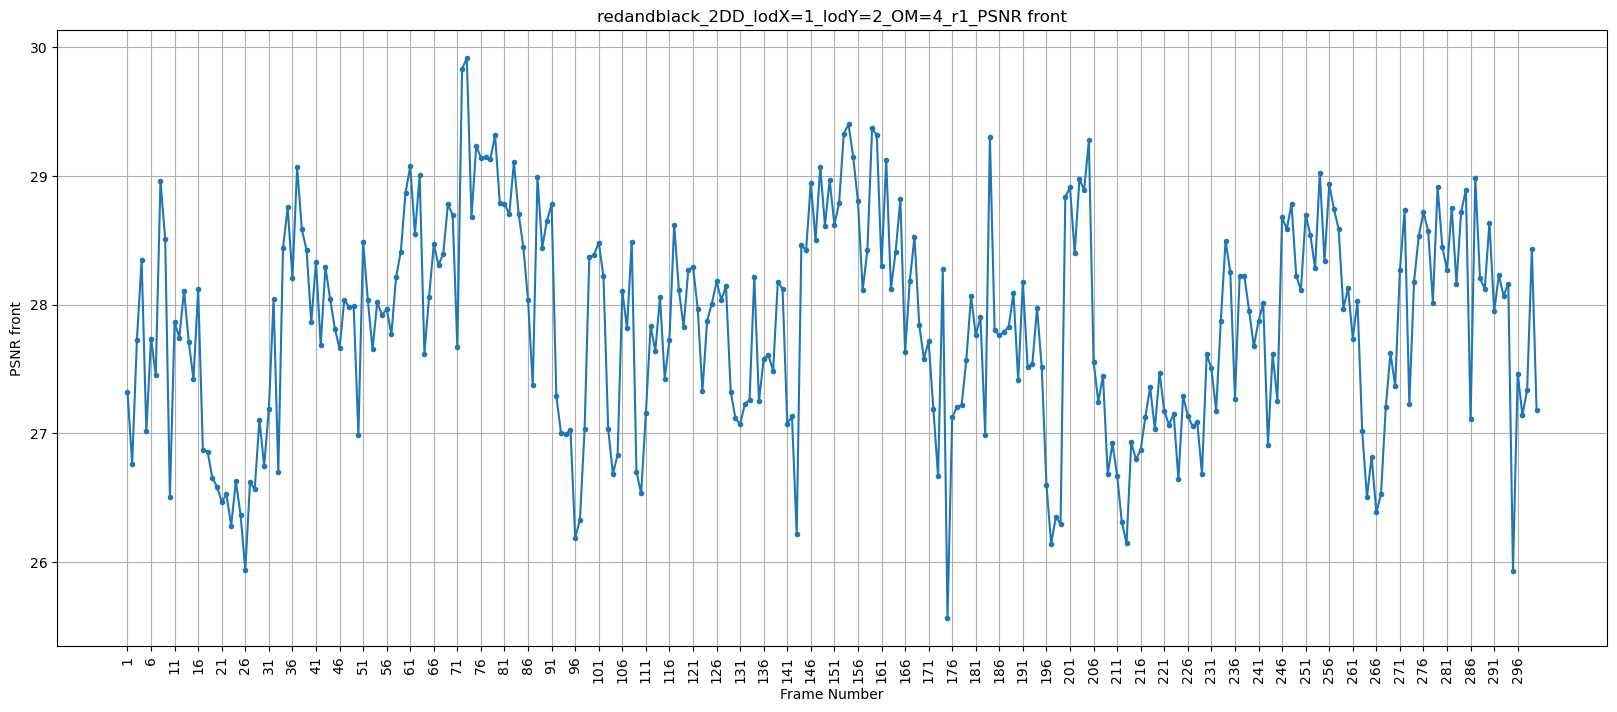 redandblack_2DD_lodX=1_lodY=2_OM=4_r1_PSNR front
30
29
28
27
26
PSNR front
1 6 11 16 21 26 31 36 41 46 51 56 61 66 71 76 81 86 91 96 101 106 111 116 121 126 131 136 141 146 151 156 161 166 171 176 181 186 191 196 201 206 211 216 221 226 231 236 241 246 251 256 261 266 271 276 281 286 291 296
Frame Number